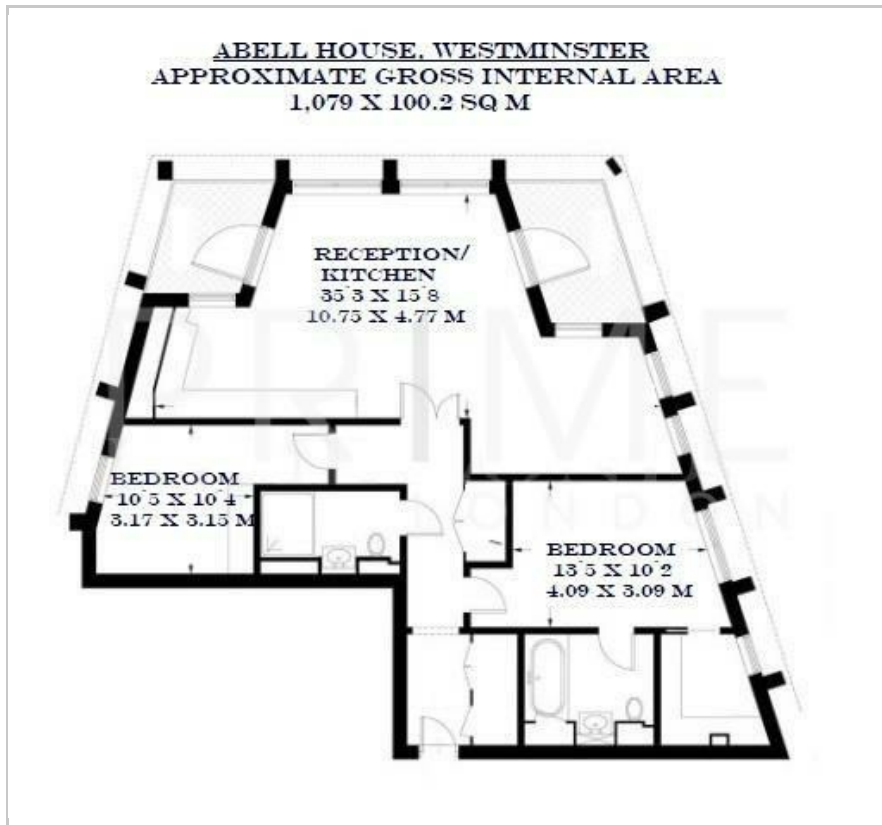 ABELL HOUSE, WESTMINSTER
APPROXIMATE GROSS INTERNAL AREA
1,079 X 100.2 SQ M
RECEPTION/
KITCHEN
35'3 X 15'8
10.75 X 4.77 M
PRIME
LONDON
BEDROOM
10'5 X 10'4
3.17 X 3.15 M
BEDROOM
13'5 X 10'2
4.09 X 3.09 M